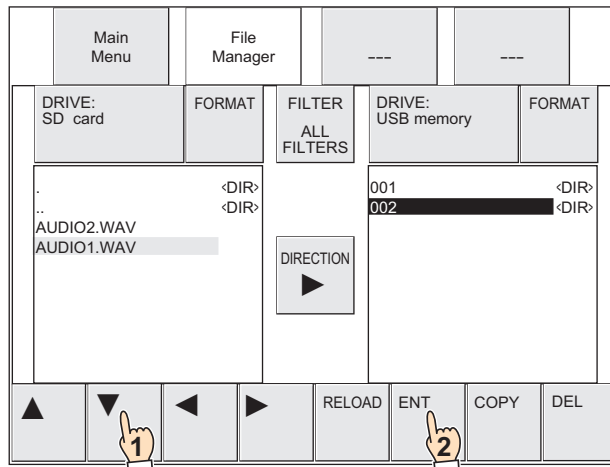 Main
Menu
File
Manager
---
---
DRIVE:
SD card
FORMAT
FILTER
ALL
FILTERS
DRIVE:
USB memory
FORMAT
. <DIR>
.. <DIR>
AUDIO2.WAV
AUDIO1.WAV
DIRECTION
▶
001 <DIR>
002 <DIR>
▲ ▼ ◀ ▶ RELOAD ENT COPY DEL
1 2